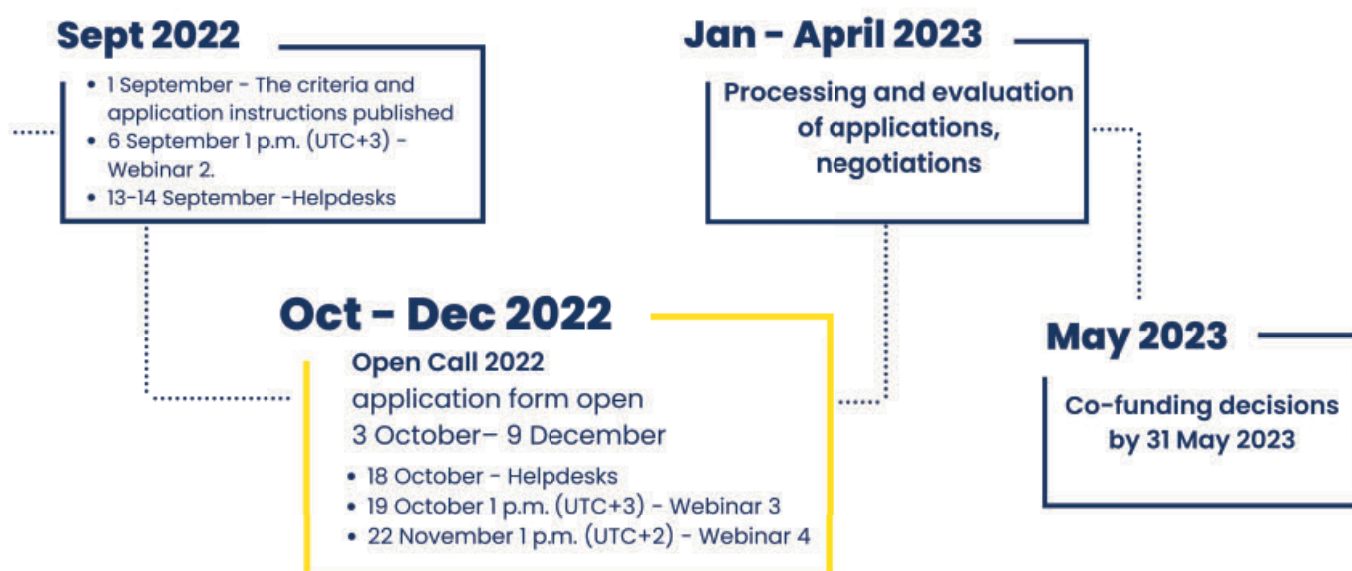 Sept 2022
• 1 September - The criteria and
application instructions published
• 6 September 1 p.m. (UTC+3) -
Webinar 2.
• 13-14 September -Helpdesks
Oct - Dec 2022
Open Call 2022
application form open
3 October– 9 December
• 18 October - Helpdesks
• 19 October 1 p.m. (UTC+3) - Webinar 3
• 22 November 1 p.m. (UTC+2) - Webinar 4
Jan - April 2023
Processing and evaluation
of applications,
negotiations
May 2023
Co-funding decisions
by 31 May 2023